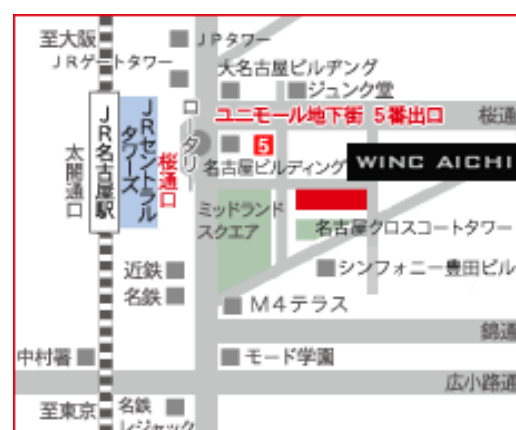 至大阪
JPタワー
JRゲートタワー
大名古屋ビルヂング
ジュンク堂
ユニモール地下街 5番出口
桜通
ロータリー
JRセントラルタワーズ
JR名古屋駅
桜通口
太閤通口
5
名古屋ビルディング
WINC AICHI
ミッドランド
スクエア
名古屋クロスコートタワー
近鉄
シンフォニー豊田ビル
名鉄
M4テラス
錦通
中村署
モード学園
広小路通
至東京
名鉄
レジャック